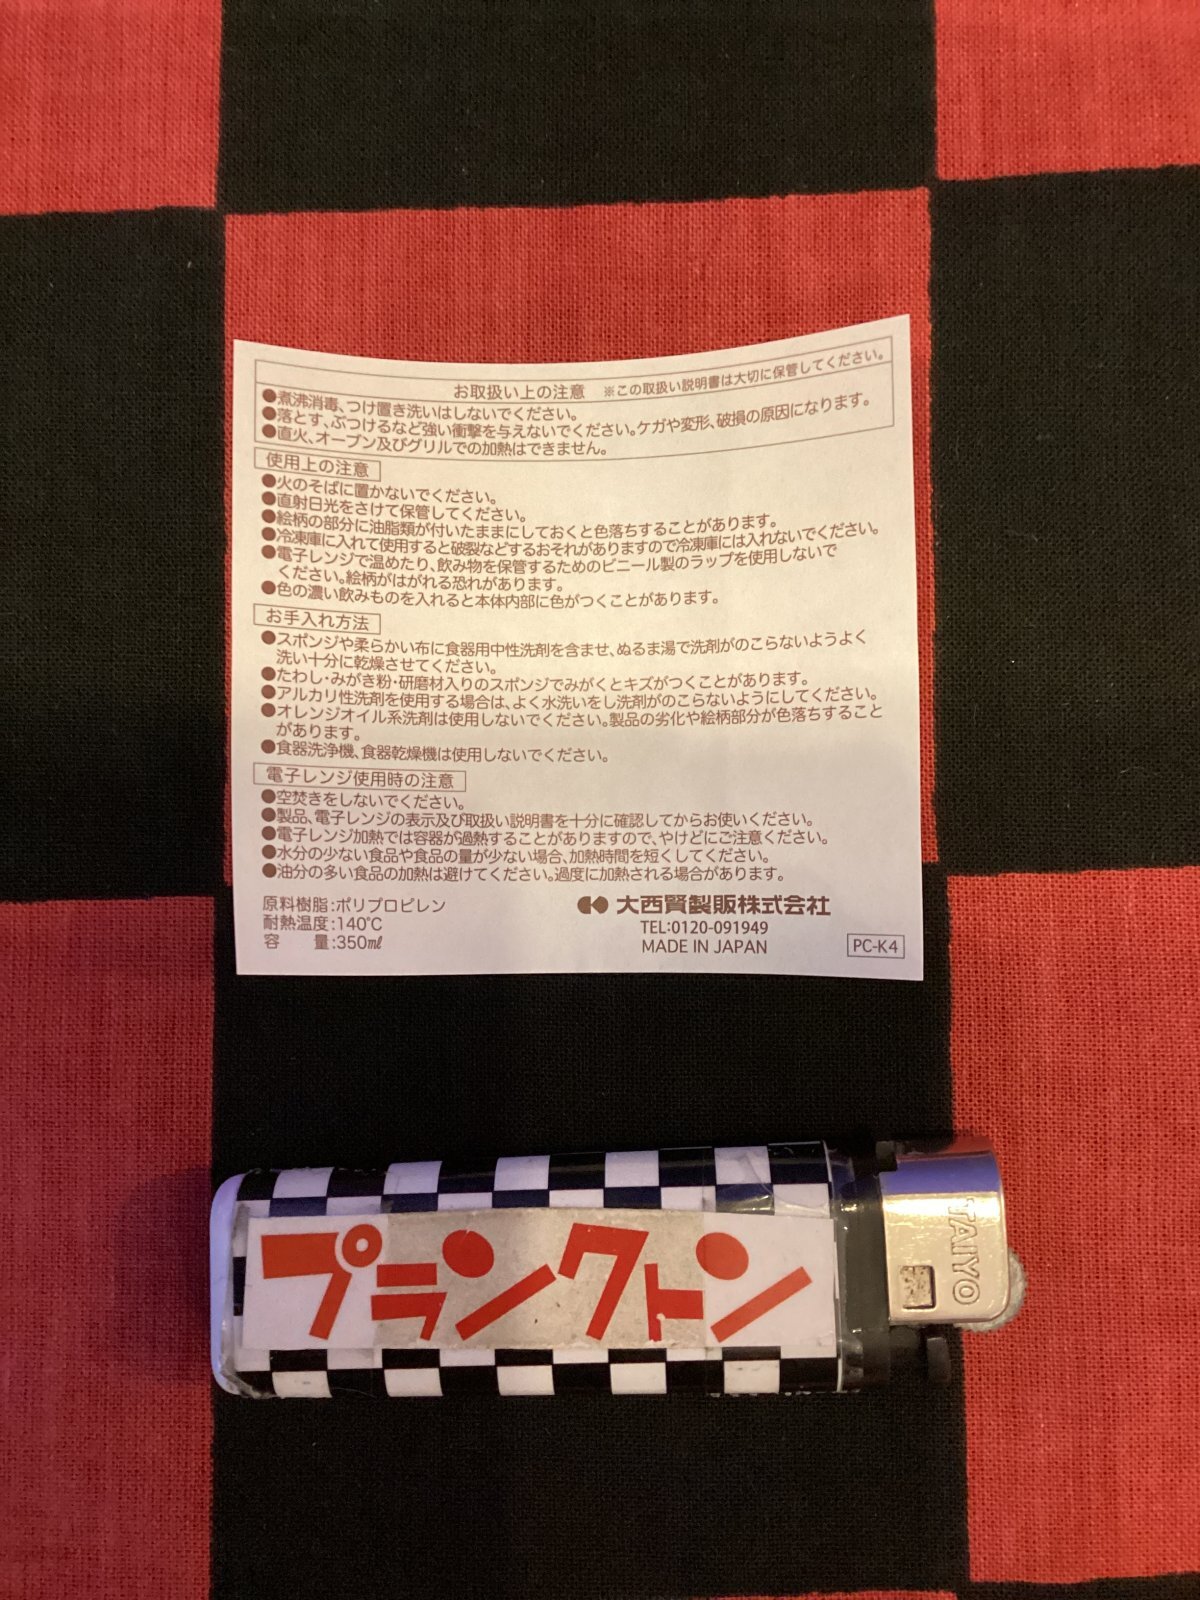 お取扱い上の注意 ※この取扱い説明書は大切に保管してください。
●煮沸消毒、つけ置き洗いはしないでください。
●落とす、ぶつけるなど強い衝撃を与えないでください。ケガや変形、破損の原因になります。
●直火、オーブン及びグリルでの加熱はできません。
使用上の注意
●火のそばに置かないでください。
●直射日光をさけて保管してください。
●絵柄の部分に油脂類が付いたままにしておくと色落ちすることがあります。
●冷凍庫に入れて使用すると破裂などするおそれがありますので冷凍庫には入れないでください。
●電子レンジで温めたり、飲み物を保管するためのビニール製のラップを使用しないで
ください。絵柄がはがれる恐れがあります。
●色の濃い飲みものを入れると本体内部に色がつくことがあります。
お手入れ方法
●スポンジや柔らかい布に食器用中性洗剤を含ませ、ぬるま湯で洗剤がのこらないようよく
洗い十分に乾燥させてください。
●たわし・みがき粉・研磨材入りのスポンジでみがくとキズがつくことがあります。
●アルカリ性洗剤を使用する場合は、よく水洗いをし洗剤がのこらないようにしてください。
●オレンジオイル系洗剤は使用しないでください。製品の劣化や絵柄部分が色落ちすること
があります。
●食器洗浄機、食器乾燥機は使用しないでください。
電子レンジ使用時の注意
●空焚きをしないでください。
●製品、電子レンジの表示及び取扱い説明書を十分に確認してからお使いください。
●電子レンジ加熱では容器が過熱することがありますので、やけどにご注意ください。
●水分の少ない食品や食品の量が少ない場合、加熱時間を短くしてください。
●油分の多い食品の加熱は避けてください。過度に加熱される場合があります。
原料樹脂:ポリプロピレン
耐熱温度:140℃
容 量:350㎖
大西賢製販株式会社
TEL:0120-091949
MADE IN JAPAN
PC-K4
プランクトン
TAIYO